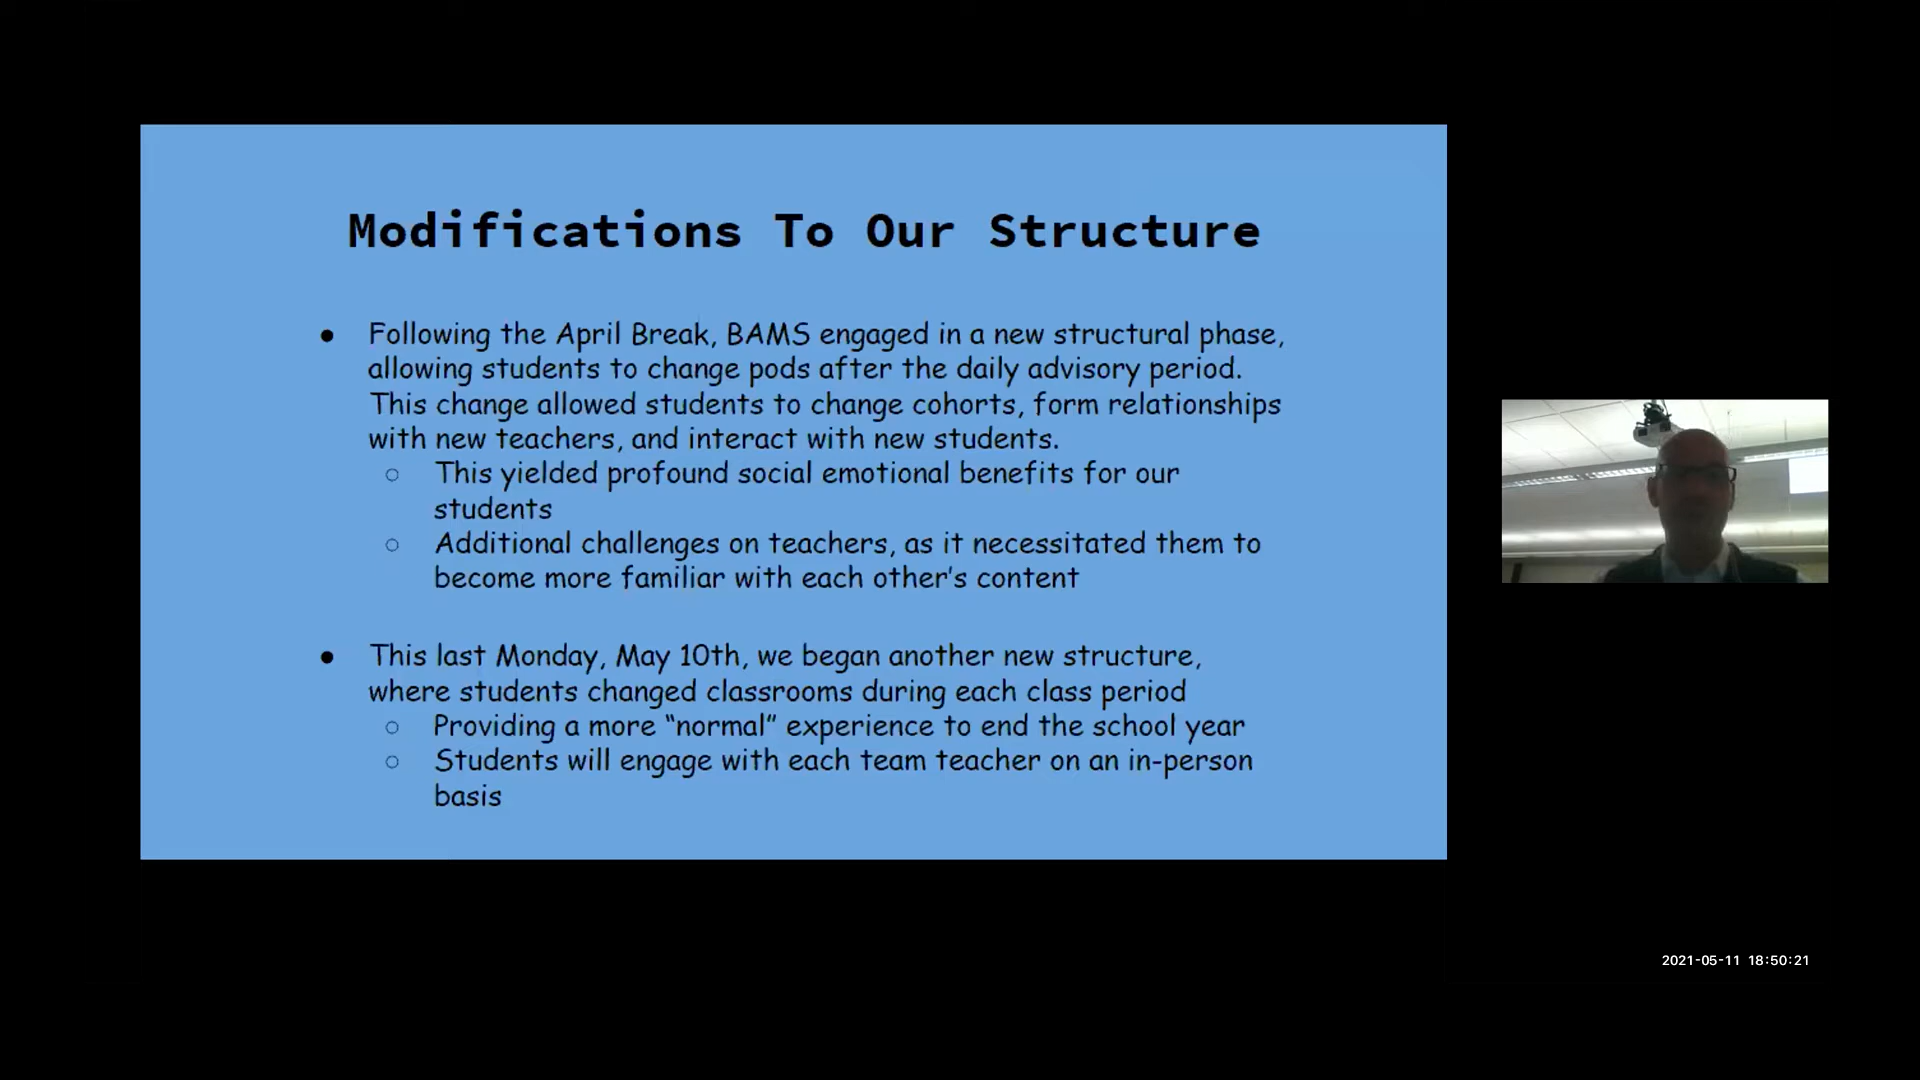 Modifications To Our Structure
● Following the April Break, BAMS engaged in a new structural phase,
allowing students to change pods after the daily advisory period.
This change allowed students to change cohorts, form relationships
with new teachers, and interact with new students.
○ This yielded profound social emotional benefits for our
students
○ Additional challenges on teachers, as it necessitated them to
become more familiar with each other's content
● This last Monday, May 10th, we began another new structure,
where students changed classrooms during each class period
○ Providing a more “normal” experience to end the school year
○ Students will engage with each team teacher on an in-person
basis
2021-05-11 18:50:21